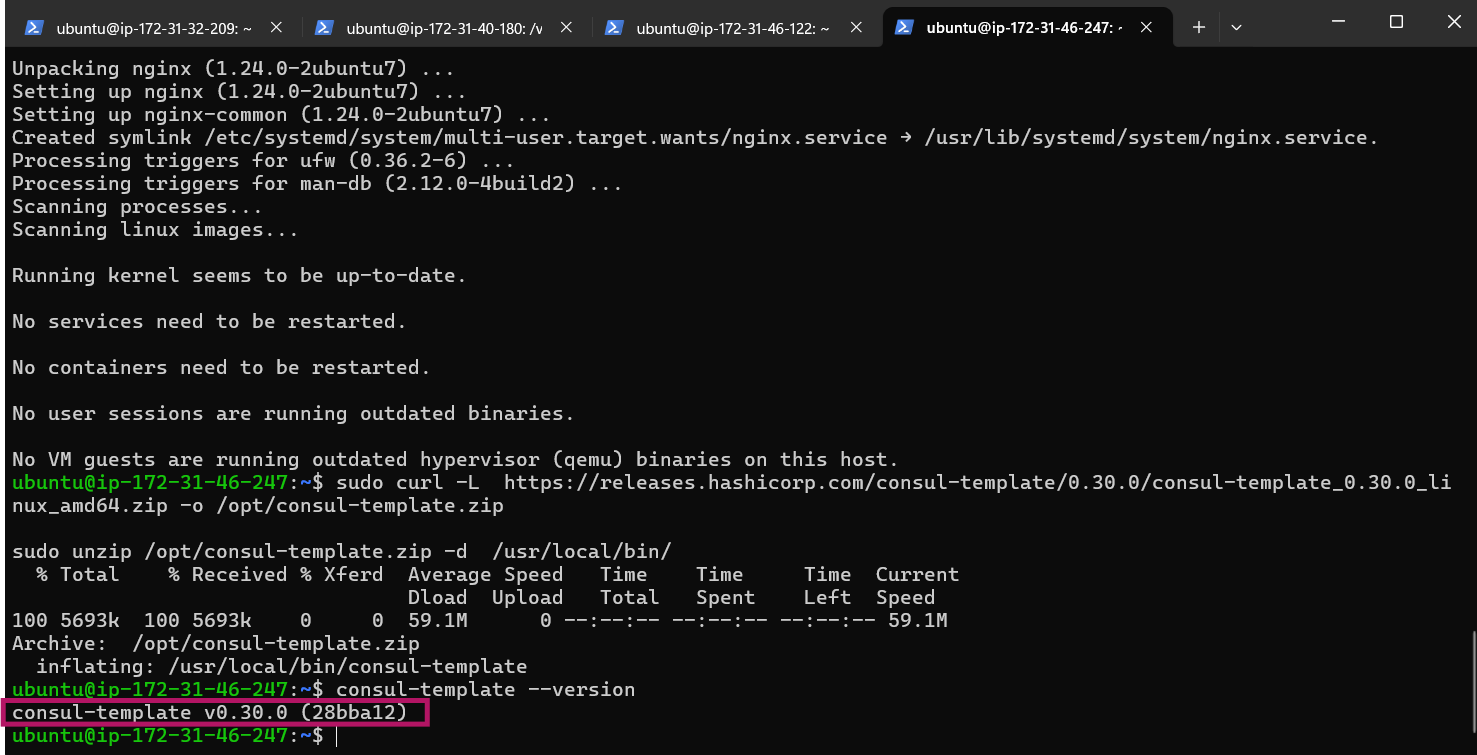 ubuntu@ip-172-31-32-209: ~
ubuntu@ip-172-31-40-180: /v
ubuntu@ip-172-31-46-122: ~
ubuntu@ip-172-31-46-247: ~
Unpacking nginx (1.24.0-2ubuntu7) ...
Setting up nginx (1.24.0-2ubuntu7) ...
Setting up nginx-common (1.24.0-2ubuntu7) ...
Created symlink /etc/systemd/system/multi-user.target.wants/nginx.service → /usr/lib/systemd/system/nginx.service.
Processing triggers for ufw (0.36.2-6) ...
Processing triggers for man-db (2.12.0-4build2) ...
Scanning processes...
Scanning linux images...
Running kernel seems to be up-to-date.
No services need to be restarted.
No containers need to be restarted.
No user sessions are running outdated binaries.
No VM guests are running outdated hypervisor (qemu) binaries on this host.
ubuntu@ip-172-31-46-247:~$ sudo curl -L  https://releases.hashicorp.com/consul-template/0.30.0/consul-template_0.30.0_li
nux_amd64.zip -o /opt/consul-template.zip
sudo unzip /opt/consul-template.zip -d  /usr/local/bin/
  % Total    % Received % Xferd  Average Speed   Time    Time     Time  Current
                                 Dload  Upload   Total   Spent    Left  Speed
100 5693k  100 5693k    0     0  59.1M      0 --:--:-- --:--:-- --:--:-- 59.1M
Archive:  /opt/consul-template.zip
  inflating: /usr/local/bin/consul-template
ubuntu@ip-172-31-46-247:~$ consul-template --version
consul-template v0.30.0 (28bba12)
ubuntu@ip-172-31-46-247:~$